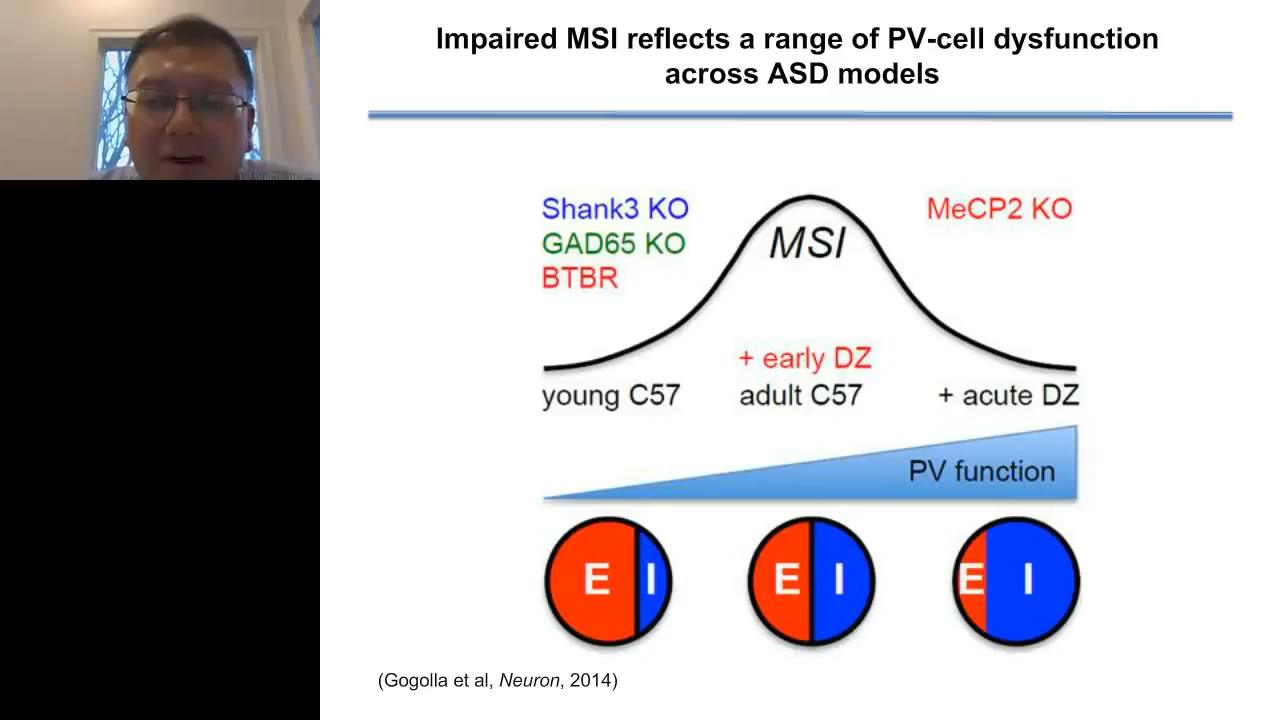 Impaired MSI reflects a range of PV-cell dysfunction
across ASD models
Shank3 KO
GAD65 KO
BTBR
MSI
MeCP2 KO
+ early DZ
young C57
adult C57
+ acute DZ
PV function
E I
E I
E I
(Gogolla et al, Neuron, 2014)